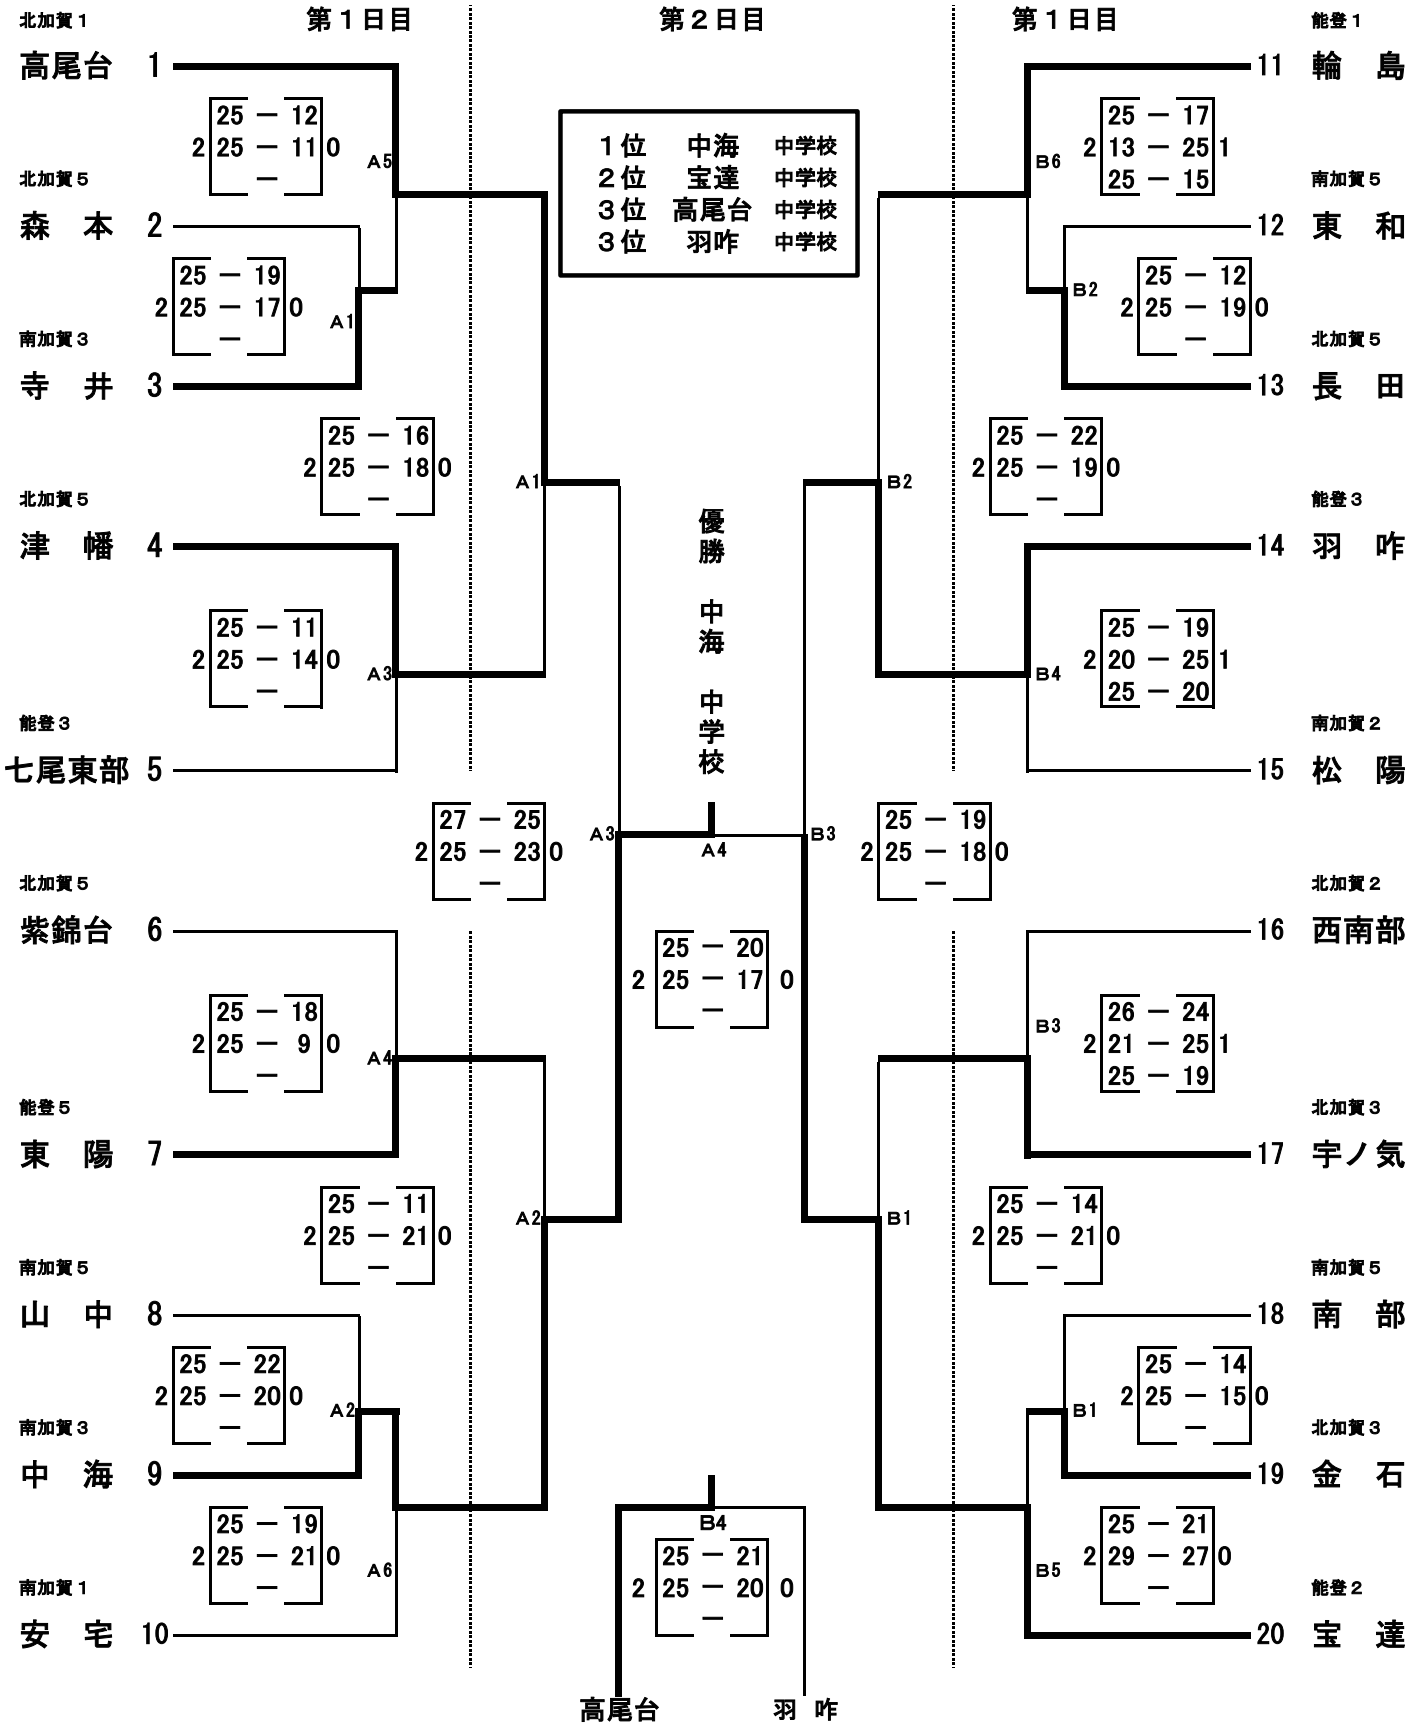 北加賀１ 第１日目 第２日目 第１日目 能登１
高尾台 1 11 輪 島
25 － 12
2 25 － 11 0
－
A5
25 － 17
2 13 － 25 1
25 － 15
B6
１位 中海 中学校
２位 宝達 中学校
３位 高尾台 中学校
３位 羽咋 中学校
北加賀５ 南加賀５
森 本 2 12 東 和
25 － 19
2 25 － 17 0
－
A1
25 － 12
2 25 － 19 0
－
B2
南加賀３ 北加賀５
寺 井 3 13 長 田
25 － 16
2 25 － 18 0
－
A1
25 － 22
2 25 － 19 0
－
B2
北加賀５ 能登３
津 幡 4 14 羽 咋
優勝 中海 中学校
25 － 11
2 25 － 14 0
－
A3
25 － 19
2 20 － 25 1
25 － 20
B4
能登３ 南加賀２
七尾東部 5 15 松 陽
27 － 25
2 25 － 23 0
－
A3
A4
B3
25 － 19
2 25 － 18 0
－
北加賀５ 北加賀２
紫錦台 6 16 西南部
25 － 20
2 25 － 17 0
－
25 － 18
2 25 － 9 0
－
A4
B3
26 － 24
2 21 － 25 1
25 － 19
能登５ 北加賀３
東 陽 7 17 宇ノ気
25 － 11
2 25 － 21 0
－
A2
B1
25 － 14
2 25 － 21 0
－
南加賀５ 南加賀５
山 中 8 18 南 部
25 － 22
2 25 － 20 0
－
A2
B1
25 － 14
2 25 － 15 0
－
南加賀３ 北加賀３
中 海 9 19 金 石
25 － 19
2 25 － 21 0
－
A6
B4
25 － 21
2 25 － 20 0
－
B5
25 － 21
2 29 － 27 0
－
南加賀１ 能登２
安 宅 10 20 宝 達
高尾台 羽 咋